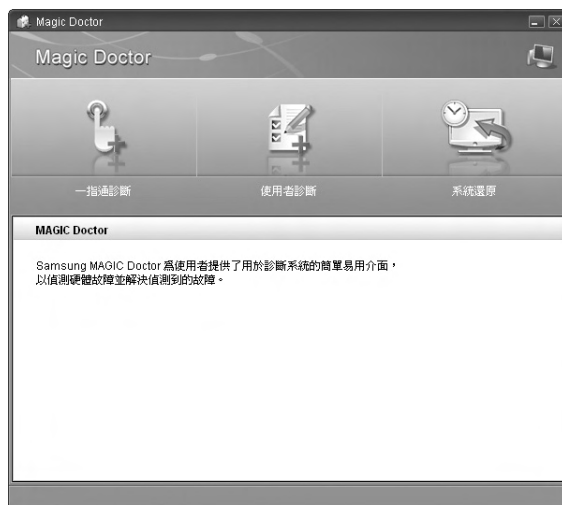 Magic Doctor
Magic Doctor
一指通診斷
使用者診斷
系統還原
MAGIC Doctor
Samsung MAGIC Doctor 為使用者提供了用於診斷系統的簡單易用介面，
以偵測硬體故障並解決偵測到的故障。